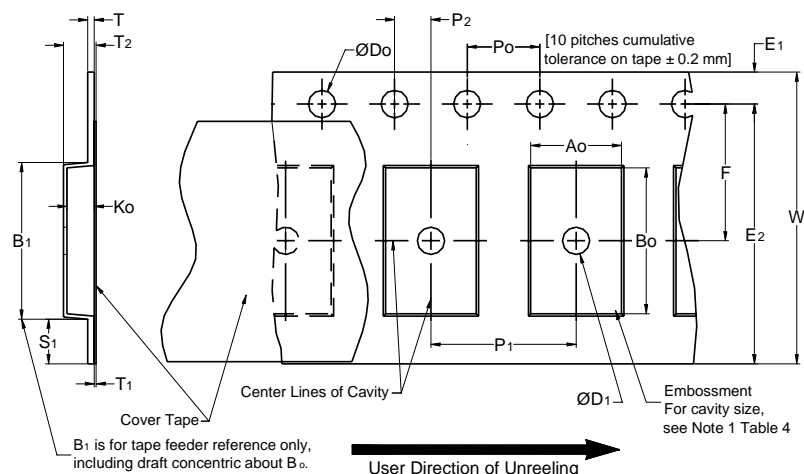 T
T2
P2
ØDo
Po
[10 pitches cumulative
tolerance on tape ± 0.2 mm]
E1
Ao
F
W
Ko
B1
Bo
E2
S1
P1
T1
Center Lines of Cavity
ØD1
Embossment
For cavity size,
see Note 1 Table 4
Cover Tape
B1 is for tape feeder reference only,
including draft concentric about Bo.
User Direction of Unreeling